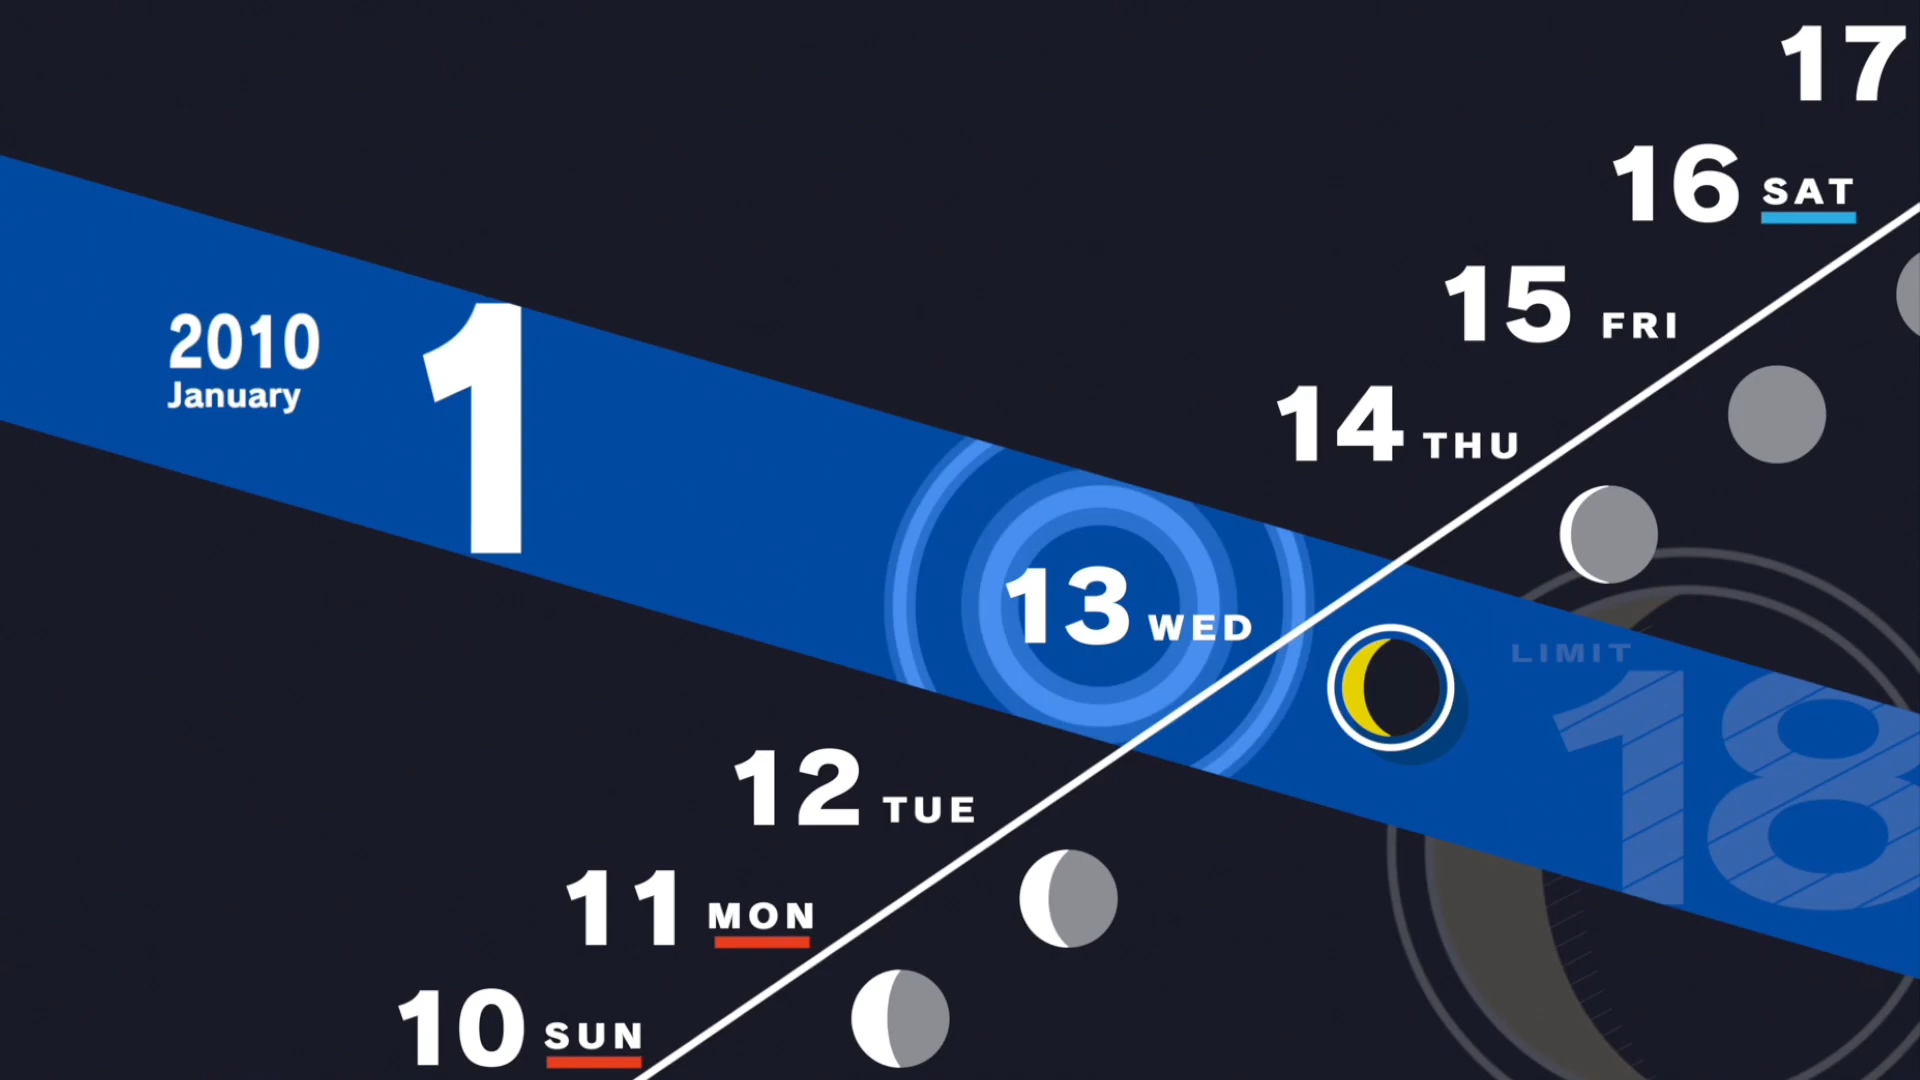 17
16 SAT
15 FRI
14 THU
2010
January
1
13 WED
LIMIT
18
12 TUE
11 MON
10 SUN